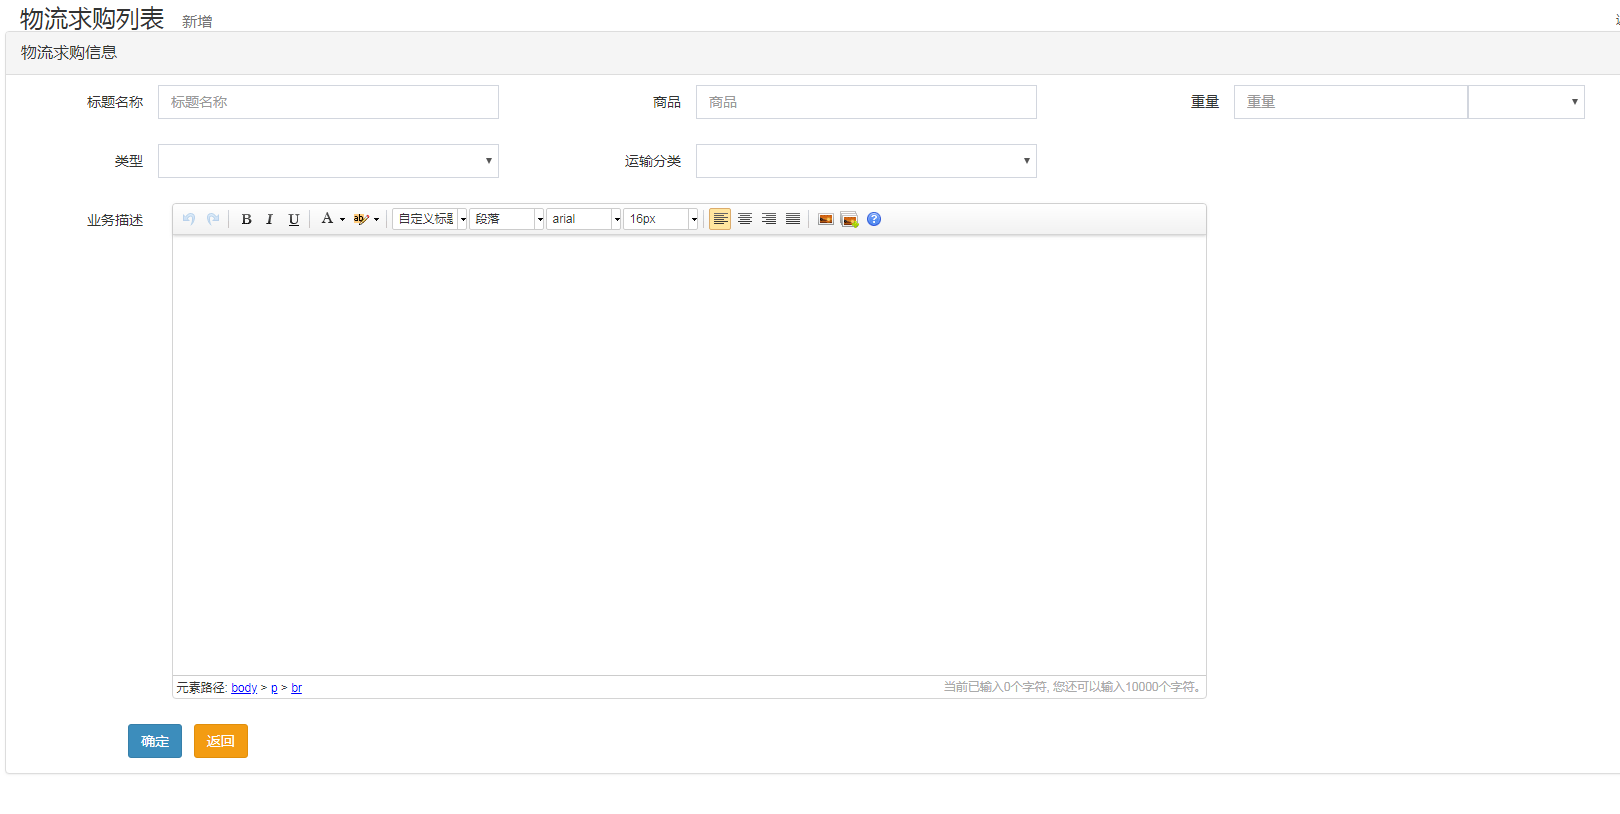 物流求购列表 新增
物流求购信息
标题名称 标题名称 商品 商品 重量 重量
类型 运输分类
业务描述 B I U A ab 自定义标题 段落 arial 16px
元素路径: body > p > br 当前已输入0个字符, 您还可以输入10000个字符。
确定 返回